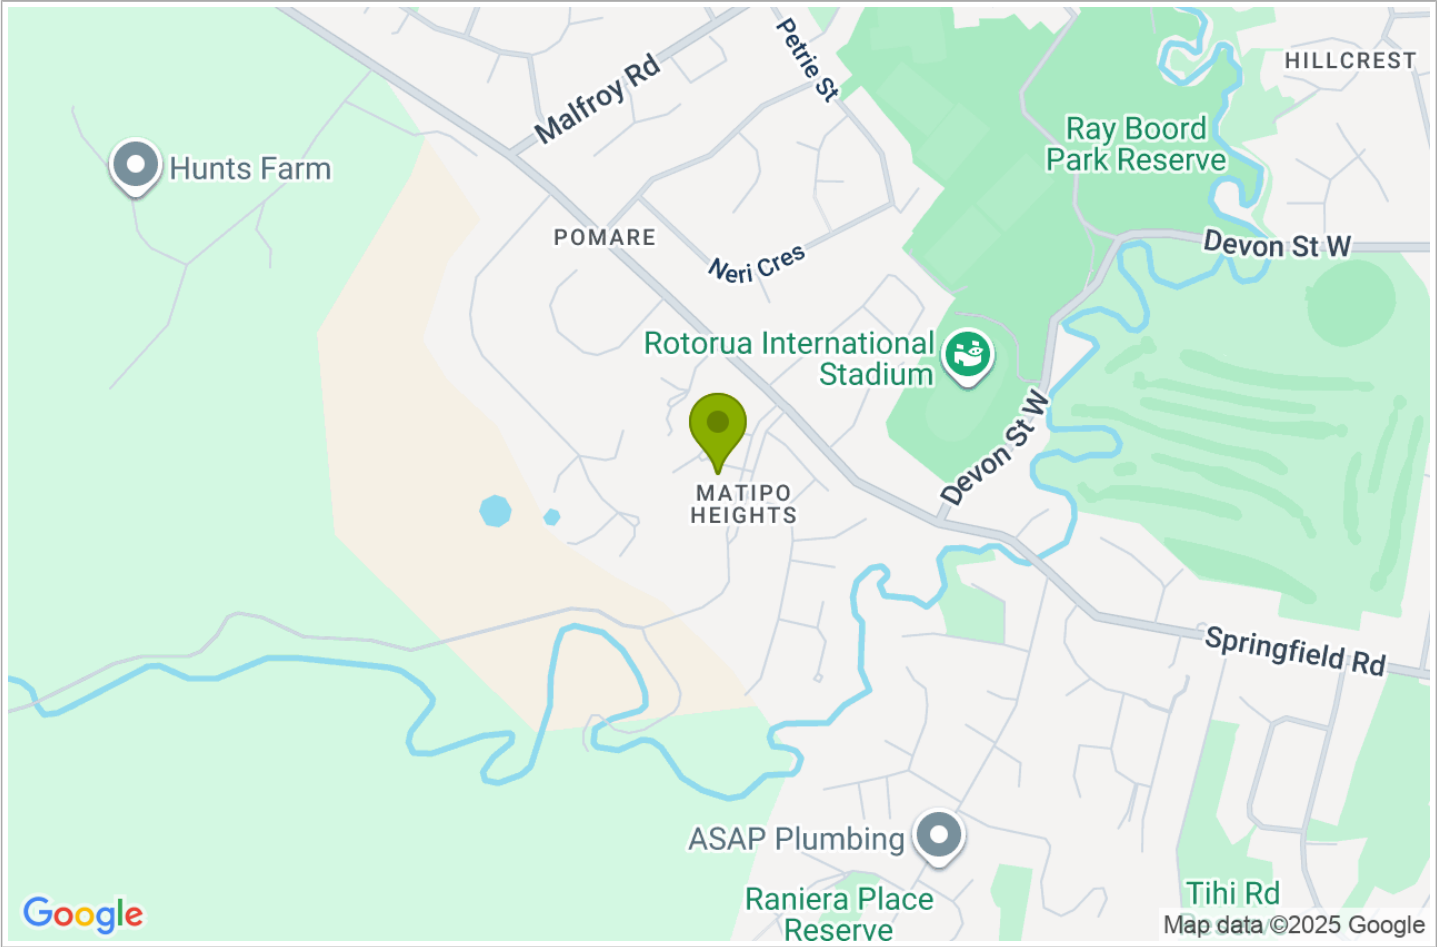 Petrie St
Malfroy Rd
HILLCREST
Ray Boord
Park Reserve
Hunts Farm
POMARE
Neri Cres
Devon St W
Rotorua International
Stadium
Devon St W
MATIPO
HEIGHTS
Springfield Rd
ASAP Plumbing
Raniera Place
Reserve
Tihi Rd
Reserve
Google
Map data ©2025 Google